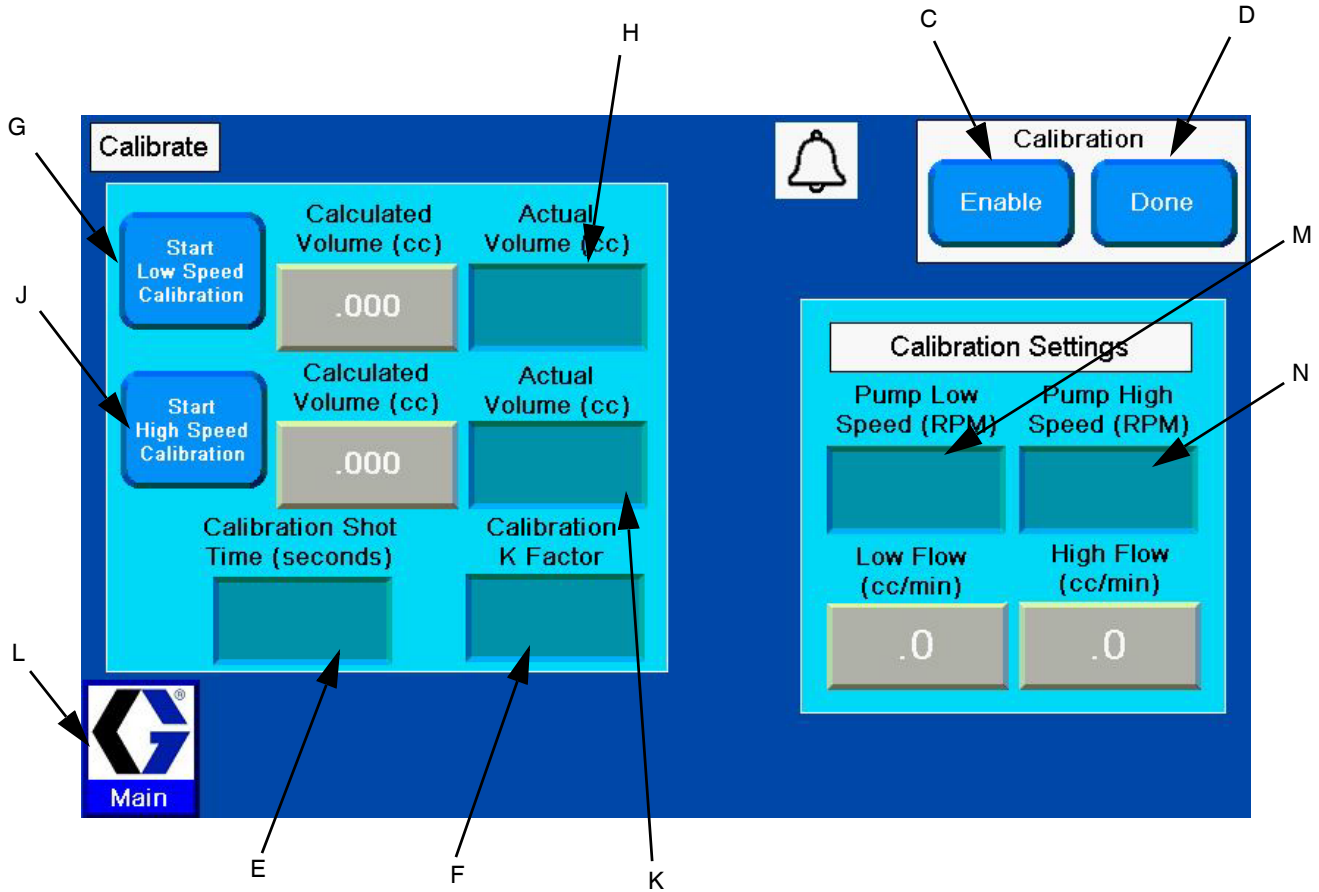 H
C
D
G
Calibrate
Calibration
Enable
Done
Calculated
Volume (cc)
Actual
Volume (cc)
M
Start
Low Speed
Calibration
.000
J
Calibration Settings
Calculated
Volume (cc)
Actual
Volume (cc)
Pump Low
Speed (RPM)
Pump High
Speed (RPM)
N
Start
High Speed
Calibration
.000
Calibration Shot
Time (seconds)
Calibration
K Factor
Low Flow
(cc/min)
High Flow
(cc/min)
.0
.0
L
®
Main
E
F
K